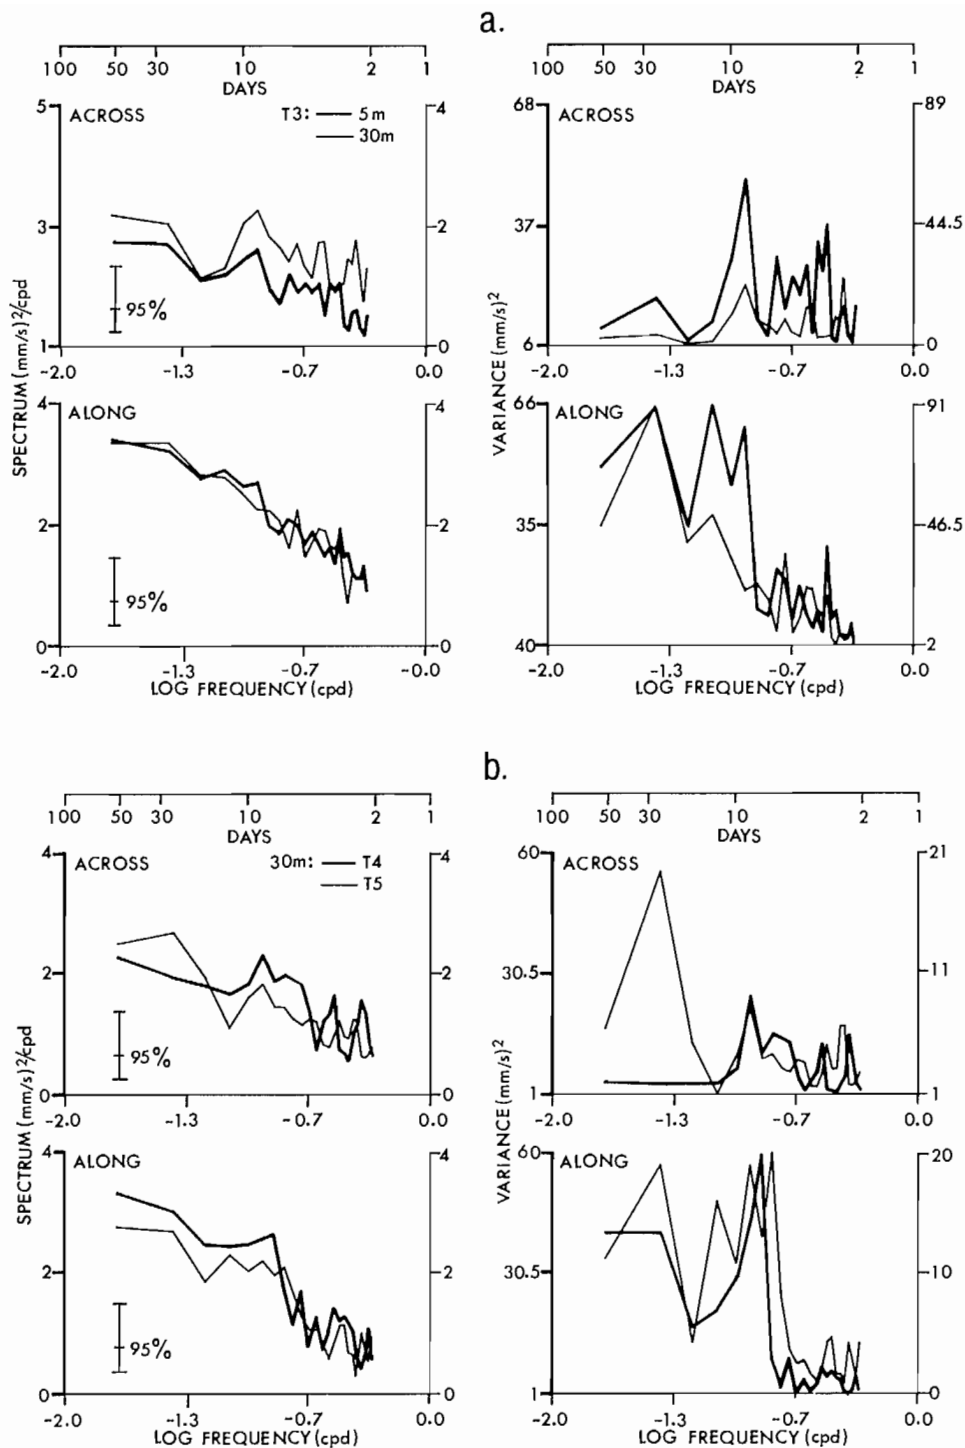 a.
100 50 30 10 2 1
DAYS
100 50 30 10 2 1
DAYS
5 ACROSS T3: 5m 4
30m
3 2
95%
1 0
-2.0 -1.3 -0.7 0.0
68 ACROSS 89
37 44.5
6 0
-2.0 -1.3 -0.7 0.0
SPECTRUM (mm/s)2/cpd
VARIANCE (mm/s)2
4 ALONG 4
2 2
95%
0 0
-2.0 -1.3 -0.7 -0.0
LOG FREQUENCY (cpd)
66 ALONG 91
35 46.5
40 2
-2.0 -1.3 -0.7 0.0
LOG FREQUENCY (cpd)
b.
100 50 30 10 2 1
DAYS
100 50 30 10 2 1
DAYS
4 ACROSS 30m: T4 4
T5
2 2
95%
0 0
-2.0 -1.3 -0.7 0.0
60 ACROSS 21
30.5 11
1 1
-2.0 -1.3 -0.7 0.0
SPECTRUM (mm/s)2/cpd
VARIANCE (mm/s)2
4 ALONG 4
2 2
95%
0 0
-2.0 -1.3 -0.7 0.0
LOG FREQUENCY (cpd)
60 ALONG 20
30.5 10
1 0
-2.0 -1.3 -0.7 0.0
LOG FREQUENCY (cpd)